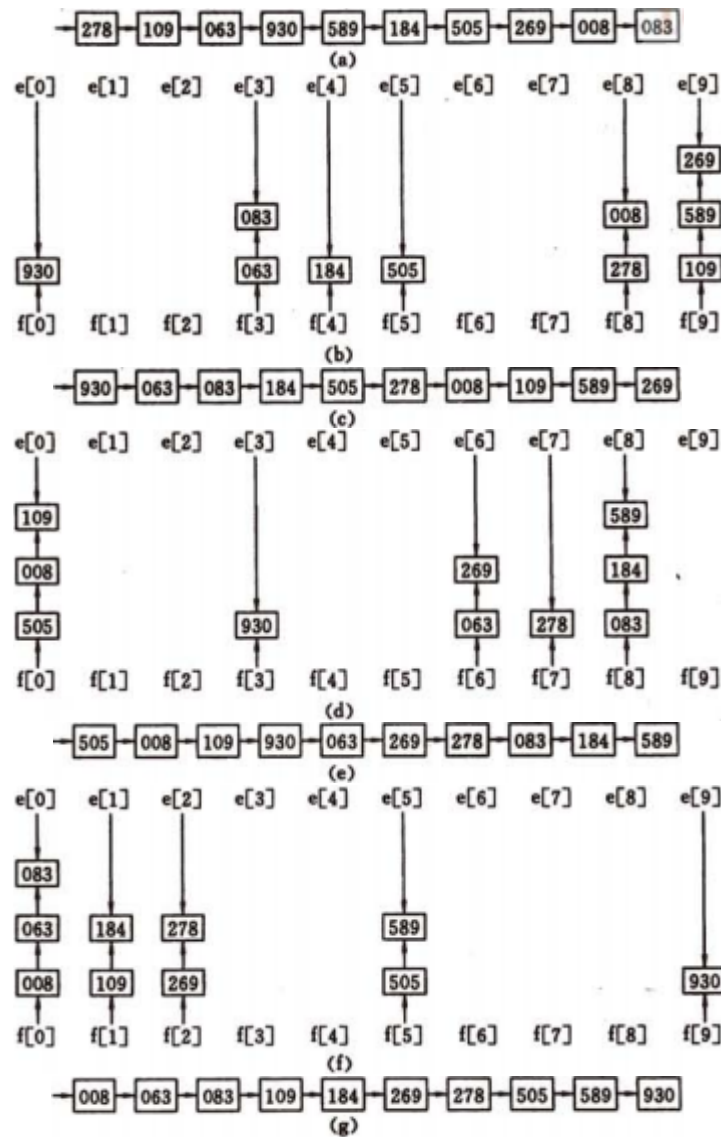 278 109 063 930 589 184 505 269 008 083
(a)
e[0] e[1] e[2] e[3] e[4] e[5] e[6] e[7] e[8] e[9]
269
083 008 589
930 063 184 505 278 109
f[0] f[1] f[2] f[3] f[4] f[5] f[6] f[7] f[8] f[9]
(b)
930 063 083 184 505 278 008 109 589 269
(c)
e[0] e[1] e[2] e[3] e[4] e[5] e[6] e[7] e[8] e[9]
109 589
008 269 184
505 930 063 278 083
f[0] f[1] f[2] f[3] f[4] f[5] f[6] f[7] f[8] f[9]
(d)
505 008 109 930 063 269 278 083 184 589
(e)
e[0] e[1] e[2] e[3] e[4] e[5] e[6] e[7] e[8] e[9]
083
063 184 278 589
008 109 269 505 930
f[0] f[1] f[2] f[3] f[4] f[5] f[6] f[7] f[8] f[9]
(f)
008 063 083 109 184 269 278 505 589 930
(g)